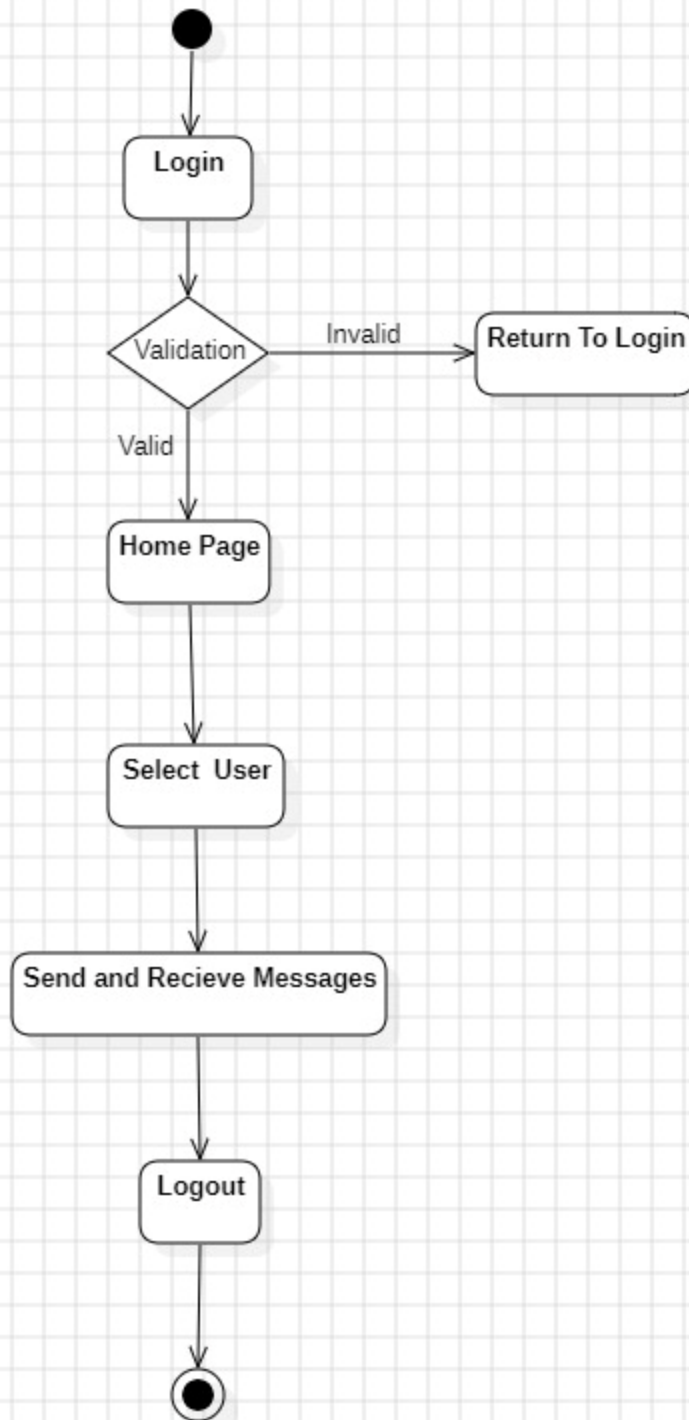 Login
Validation
Invalid
Return To Login
Valid
Home Page
Select  User
Send and Recieve Messages
Logout